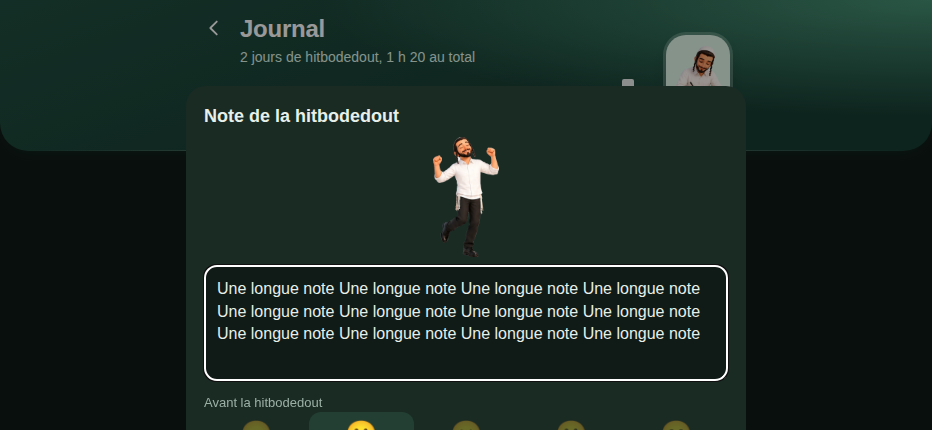 Journal
2 jours de hitbodedout, 1 h 20 au total
Note de la hitbodedout
Une longue note Une longue note Une longue note Une longue note
Une longue note Une longue note Une longue note Une longue note
Une longue note Une longue note Une longue note Une longue note
Avant la hitbodedout